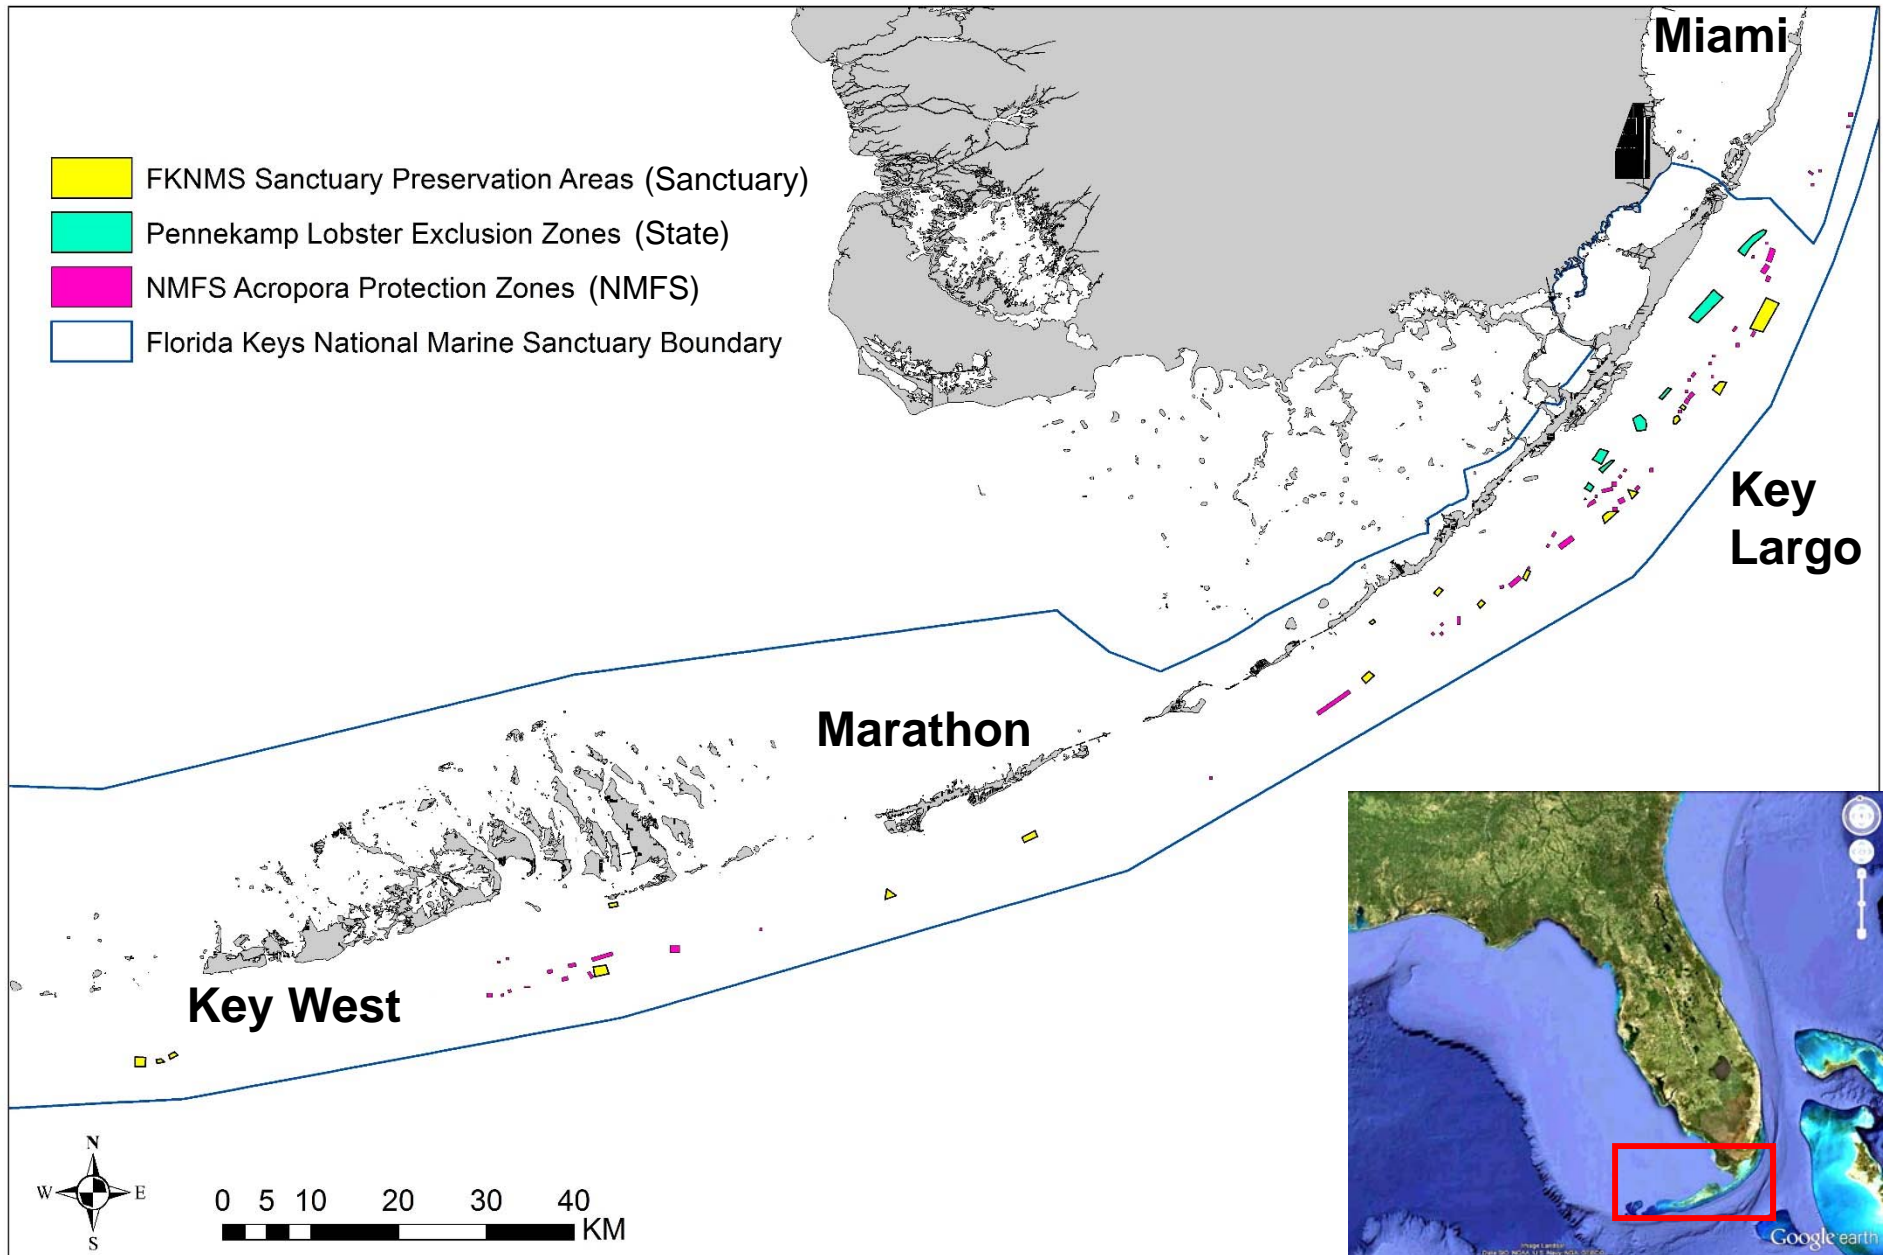 Miami
FKNMS Sanctuary Preservation Areas (Sanctuary)
Pennekamp Lobster Exclusion Zones (State)
NMFS Acropora Protection Zones (NMFS)
Florida Keys National Marine Sanctuary Boundary
Key
Largo
Marathon
Key West
N
W E
S
0 5 10 20 30 40
KM
Google earth